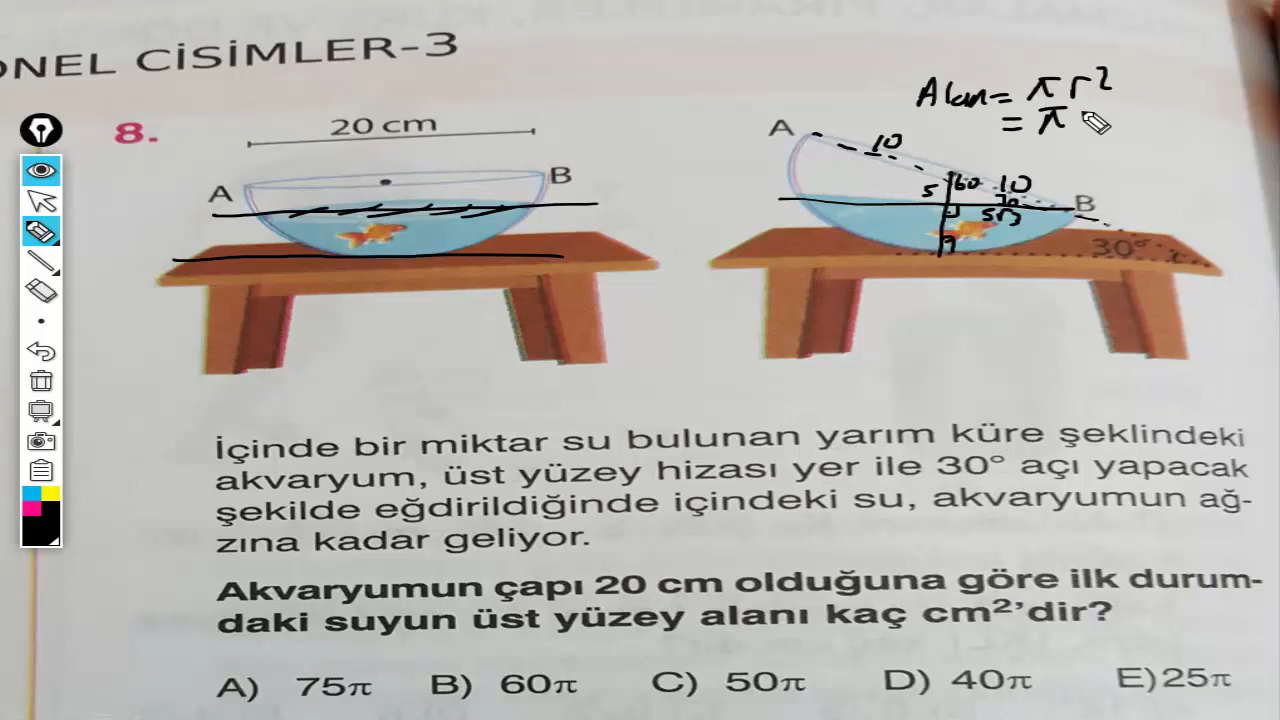 ONEL CİSİMLER-3
8.
20 cm
A
B
Alan = πr²
= π
A
10
5
60
10
30
5√3
B
30°
İçinde bir miktar su bulunan yarım küre şeklindeki
akvaryum, üst yüzey hizası yer ile 30° açı yapacak
şekilde eğdirildiğinde içindeki su, akvaryumun ağ-
zına kadar geliyor.
Akvaryumun çapı 20 cm olduğuna göre ilk durum-
daki suyun üst yüzey alanı kaç cm²'dir?
A) 75π B) 60π C) 50π D) 40π E) 25π